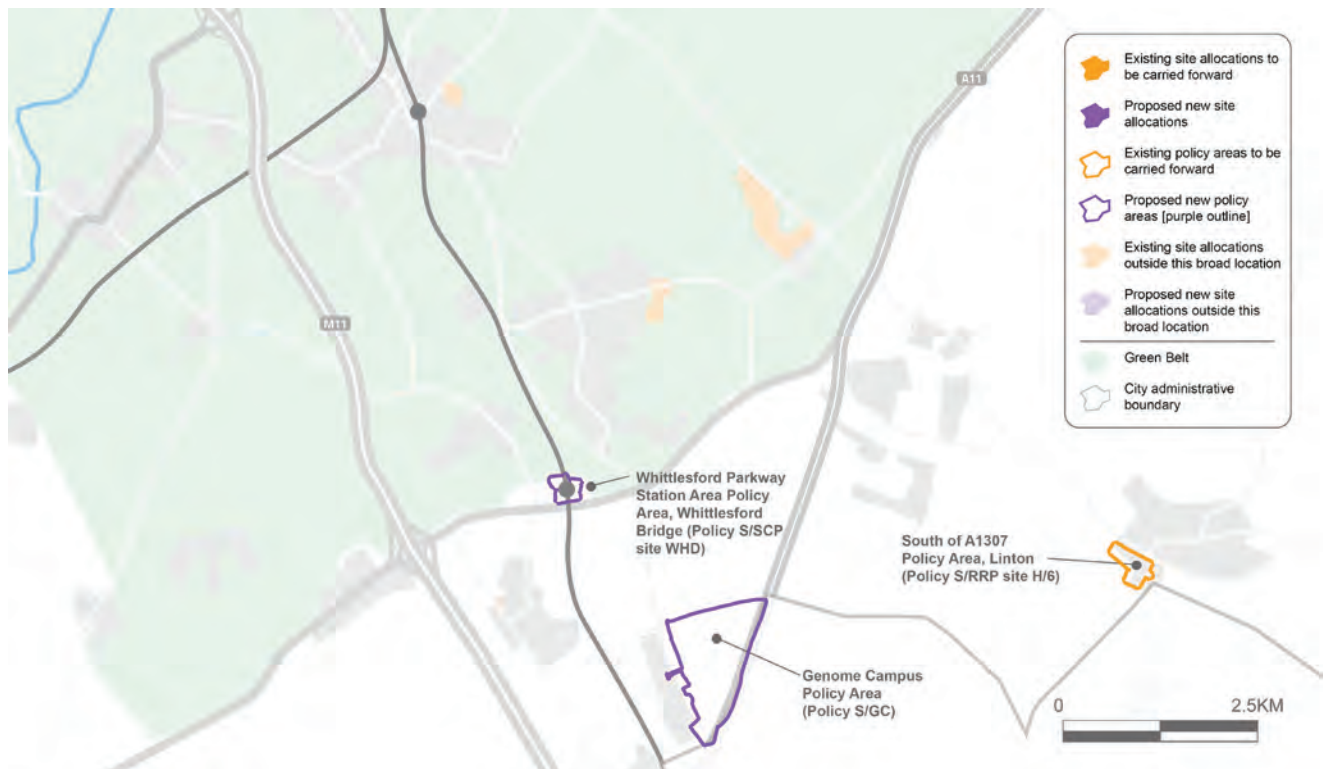 A11
M11
Existing site allocations to
be carried forward
Proposed new site
allocations
Existing policy areas to be
carried forward
Proposed new policy
areas [purple outline]
Existing site allocations
outside this broad location
Proposed new site
allocations outside this
broad location
Green Belt
City administrative
boundary
Whittlesford Parkway
Station Area Policy
Area, Whittlesford
Bridge (Policy S/SCP
site WHD)
South of A1307
Policy Area, Linton
(Policy S/RRP site H/6)
Genome Campus
Policy Area
(Policy S/GC)
0 2.5KM